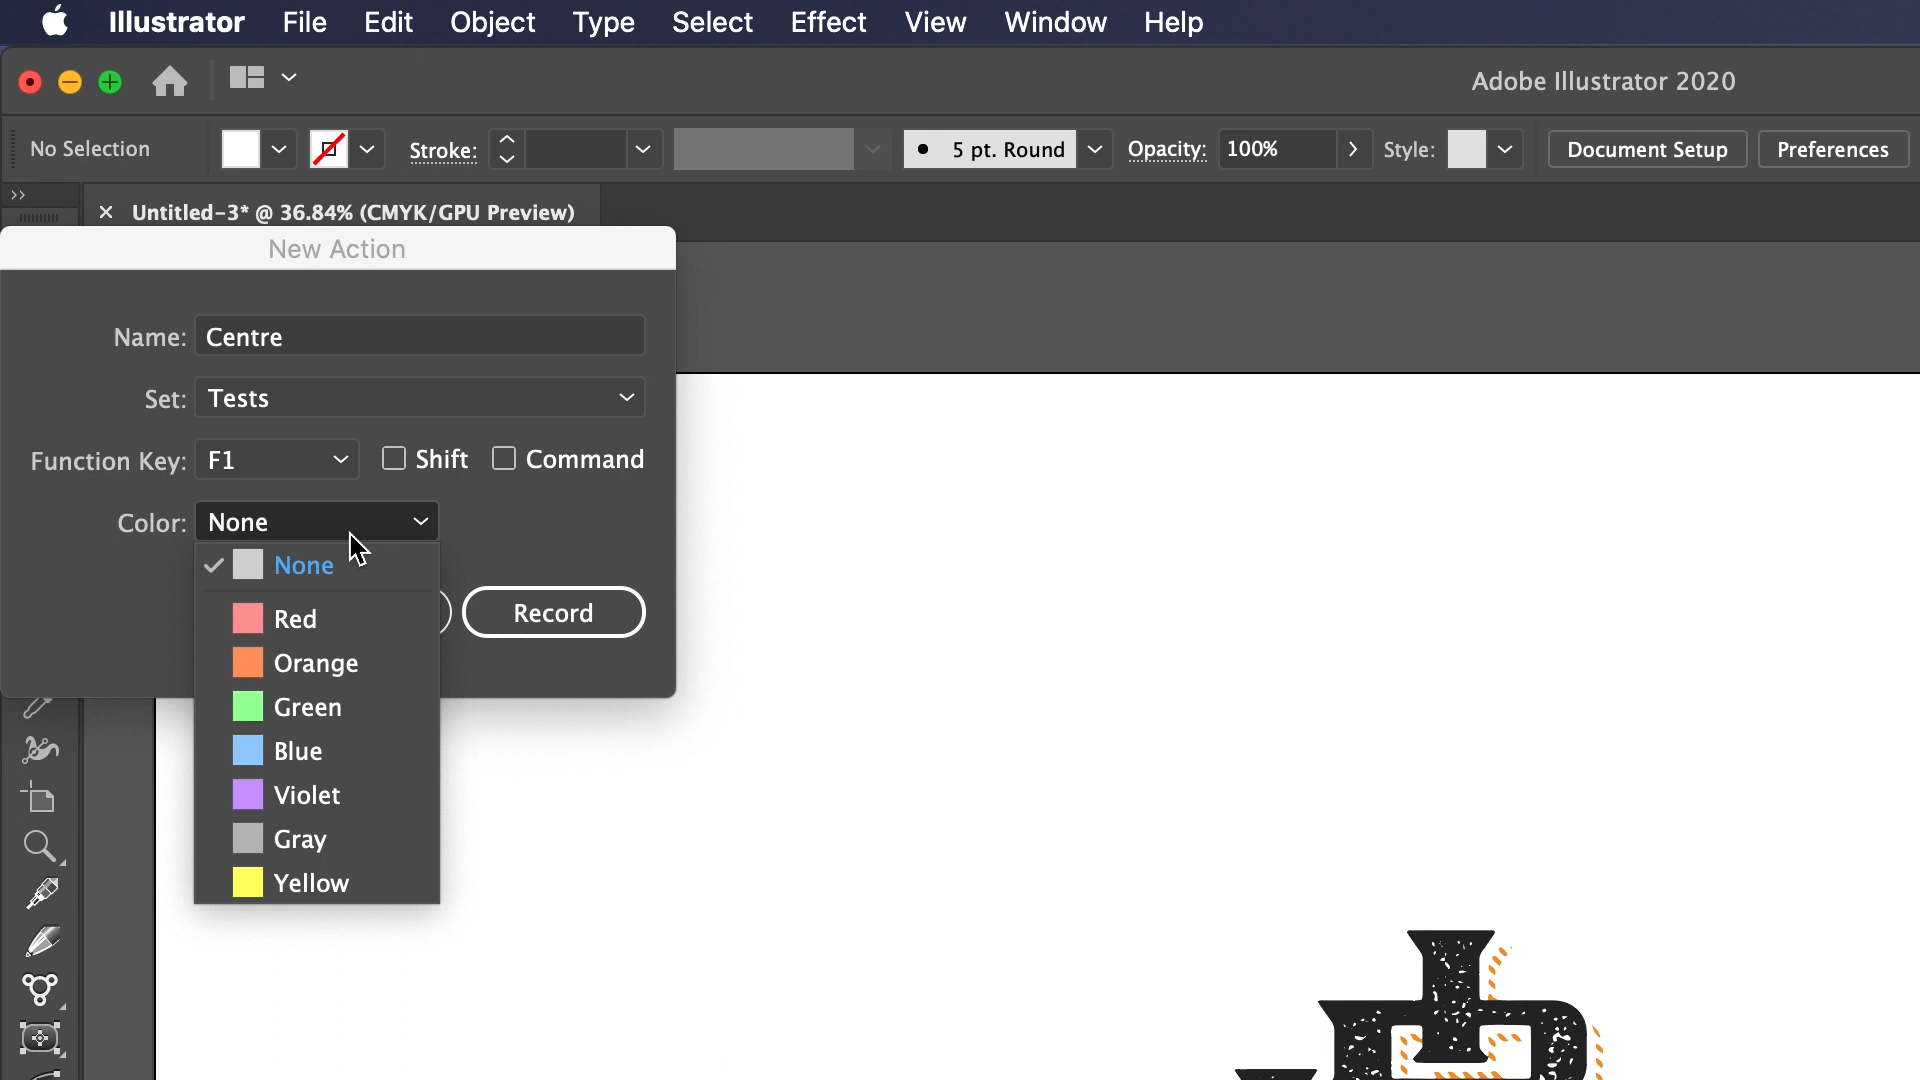 Illustrator File Edit Object Type Select Effect View Window Help
Adobe Illustrator 2020
No Selection Stroke: 5 pt. Round Opacity: 100% Style: Document Setup Preferences
Untitled-3* @ 36.84% (CMYK/GPU Preview)
New Action
Name: Centre
Set: Tests
Function Key: F1 Shift Command
Color: None
None
Record
Red
Orange
Green
Blue
Violet
Gray
Yellow